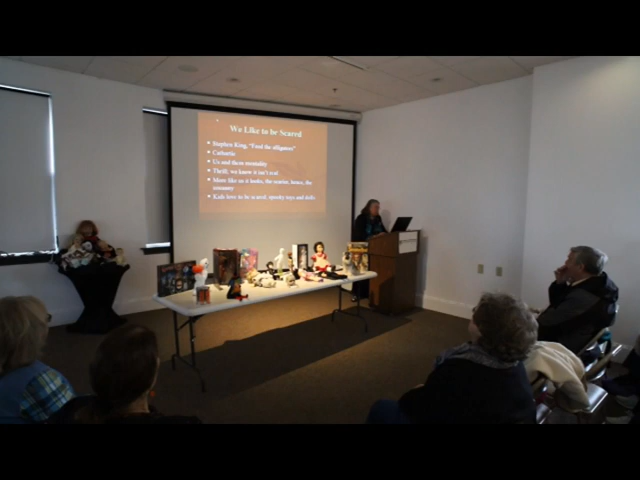 We Like to be Scared
Stephen King, "Feed the alligators"
Cathartic
Us and them mentality
Thrill, we know it isn't real
More like us it looks, the scarier, hence, the
uncanny
Kids love to be scared, spooky toys and dolls